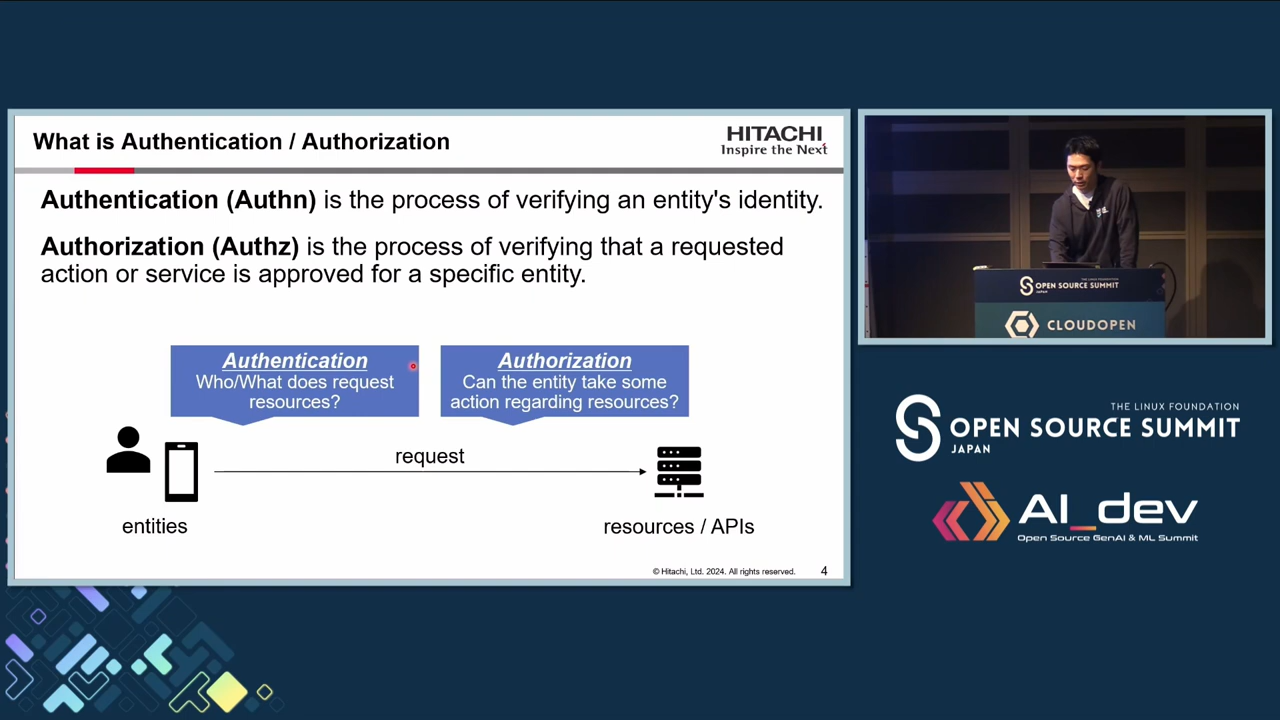 What is Authentication / Authorization
HITACHI
Inspire the Next
Authentication (Authn) is the process of verifying an entity's identity.
Authorization (Authz) is the process of verifying that a requested
action or service is approved for a specific entity.
Authentication
Who/What does request
resources?
Authorization
Can the entity take some
action regarding resources?
request
entities
resources / APIs
© Hitachi, Ltd. 2024. All rights reserved.
4
THE LINUX FOUNDATION
OPEN SOURCE SUMMIT
JAPAN
CLOUDOPEN
THE LINUX FOUNDATION
OPEN SOURCE SUMMIT
JAPAN
AI_dev
Open Source GenAI & ML Summit